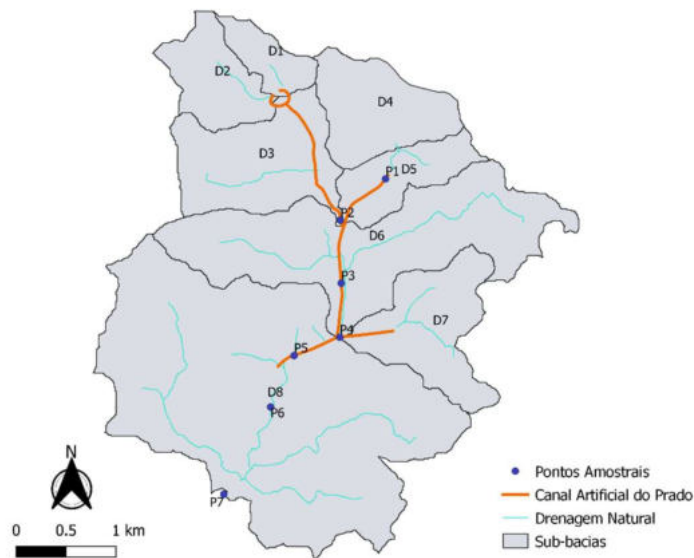 D1
D2
D4
D3
P1
D5
P2
D6
P3
D7
P4
P5
D8
P6
P7
N
0 0.5 1 km
Pontos Amostrais
Canal Artificial do Prado
Drenagem Natural
Sub-bacias